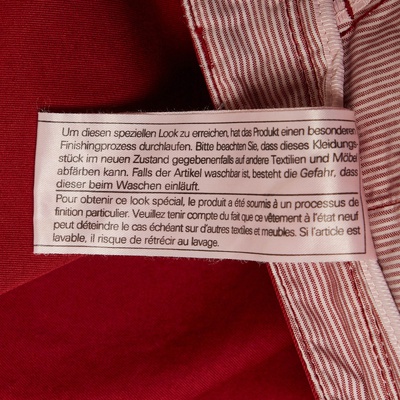 Um diesen speziellen Look zu erreichen, hat das Produkt einen besonderen
Finishingprozess durchlaufen. Bitte beachten Sie, dass dieses Kleidungs-
stück im neuen Zustand gegebenenfalls auf andere Textilien und Möbel
abfärben kann. Falls der Artikel waschbar ist, besteht die Gefahr, dass
dieser beim Waschen einläuft.
Pour obtenir ce look spécial, le produit a été soumis à un processus de
finition particulier. Veuillez tenir compte du fait que ce vêtement à l'état neuf
peut déteindre le cas échéant sur d'autres textiles et meubles. Si l'article est
lavable, il risque de rétrécir au lavage.